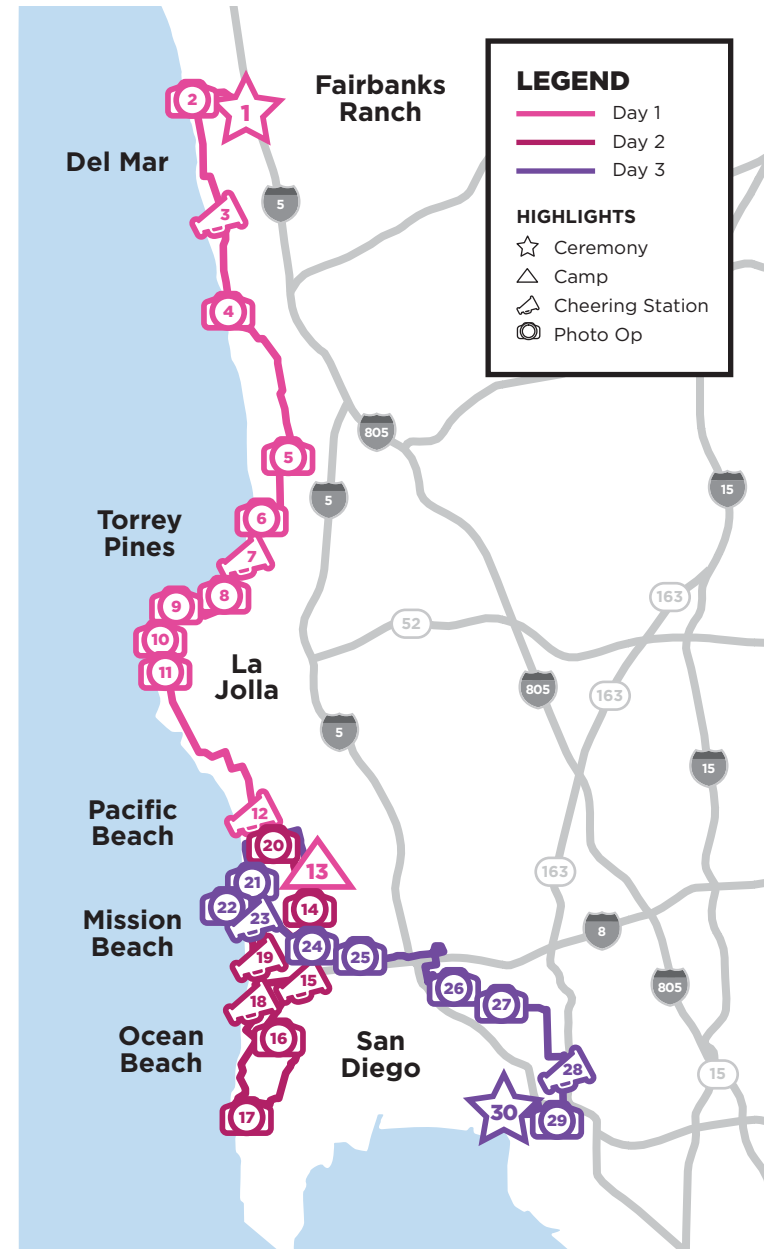 Fairbanks
Ranch
Del Mar
Torrey
Pines
La
Jolla
Pacific
Beach
Mission
Beach
Ocean
Beach
San
Diego
LEGEND
Day 1
Day 2
Day 3
HIGHLIGHTS
Ceremony
Camp
Cheering Station
Photo Op
1
2
3
4
5
6
7
8
9
10
11
12
13
14
15
16
17
18
19
20
21
22
23
24
25
26
27
28
29
30
5
805
5
15
163
52
805
163
5
15
163
8
805
15